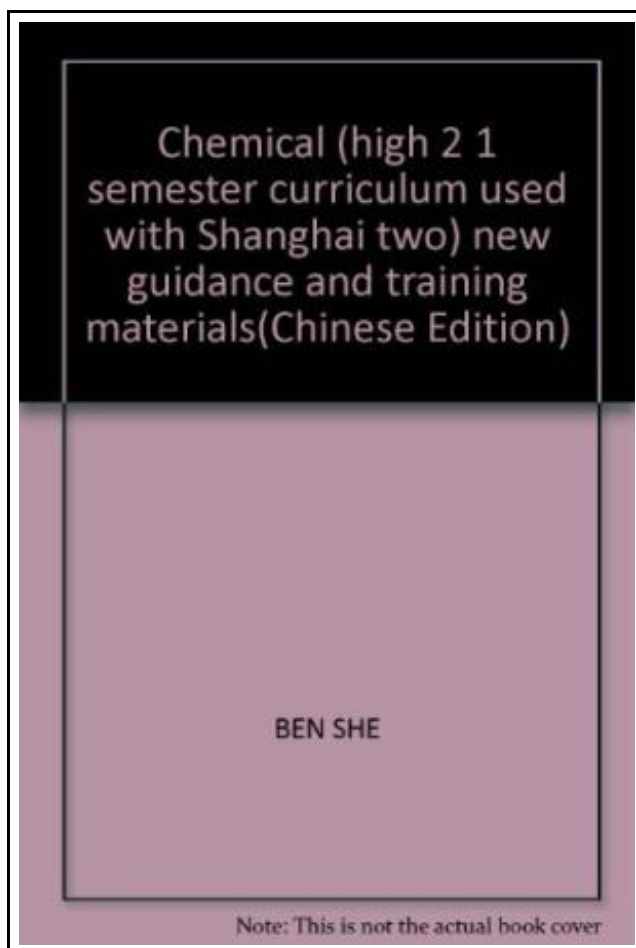 Chemical (high 2 1
semester curriculum used
with Shanghai two) new
guidance and training
materials(Chinese Edition)
BEN SHE
Note: This is not the actual book cover